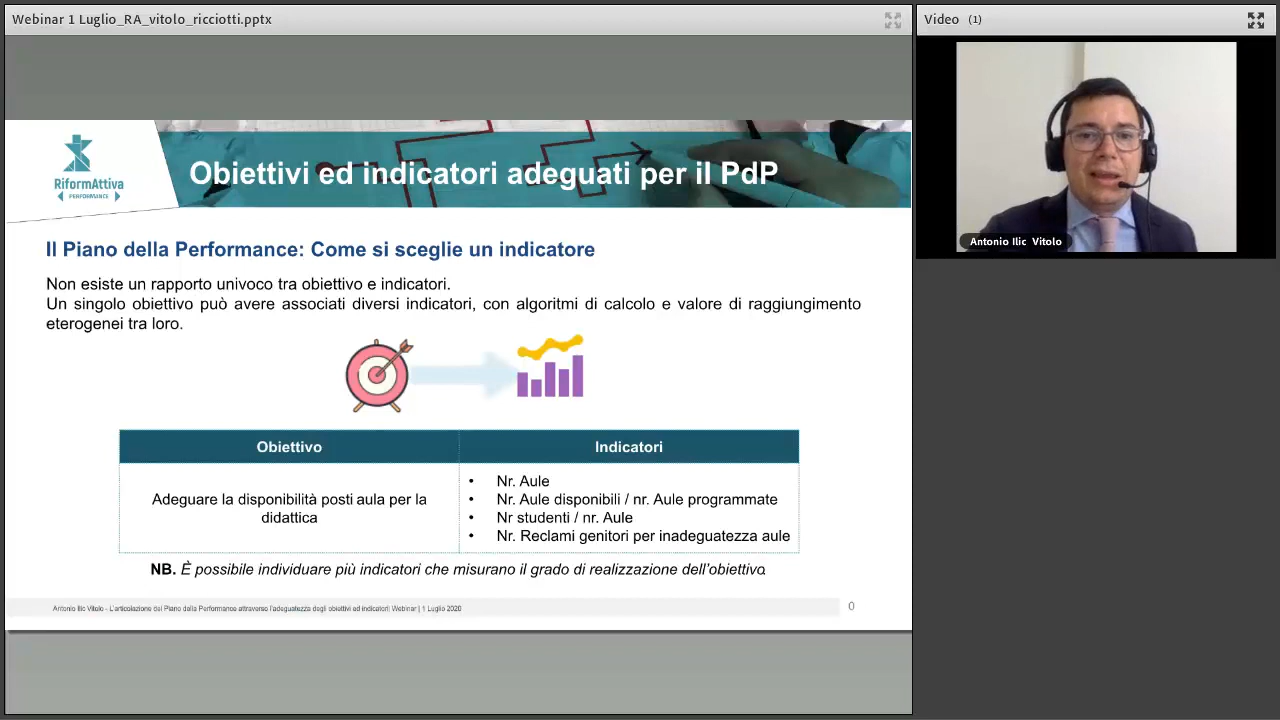 Webinar 1 Luglio_RA_vitolo_ricciotti.pptx
Video (1)
Antonio Ilic Vitolo
RiformAttiva
PERFORMANCE
Obiettivi ed indicatori adeguati per il PdP
Il Piano della Performance: Come si sceglie un indicatore
Non esiste un rapporto univoco tra obiettivo e indicatori.
Un singolo obiettivo può avere associati diversi indicatori, con algoritmi di calcolo e valore di raggiungimento
eterogenei tra loro.
Obiettivo
Indicatori
Adeguare la disponibilità posti aula per la
didattica
• Nr. Aule
• Nr. Aule disponibili / nr. Aule programmate
• Nr studenti / nr. Aule
• Nr. Reclami genitori per inadeguatezza aule
NB. È possibile individuare più indicatori che misurano il grado di realizzazione dell'obiettivo.
Antonio Ilic Vitolo - L'articolazione del Piano della Performance attraverso l'adeguatezza degli obiettivi ed indicatori| Webinar | 1 Luglio 2020
0